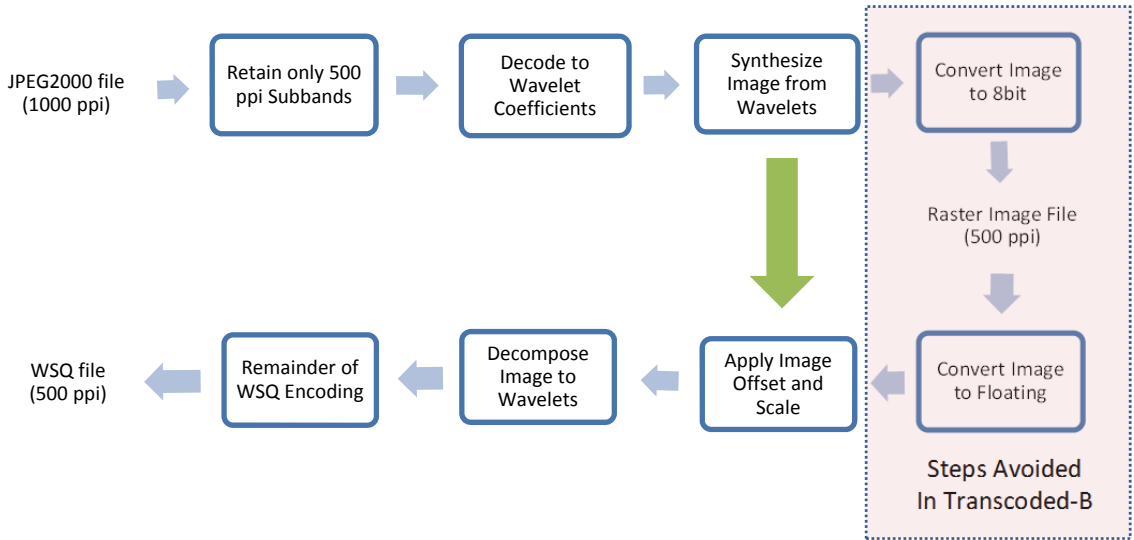 JPEG2000 file
(1000 ppi)
Retain only 500
ppi Subbands
Decode to
Wavelet
Coefficients
Synthesize
Image from
Wavelets
Convert Image
to 8bit
Raster Image File
(500 ppi)
Convert Image
to Floating
Apply Image
Offset and
Scale
Decompose
Image to
Wavelets
Remainder of
WSQ Encoding
WSQ file
(500 ppi)
Steps Avoided
In Transcoded-B